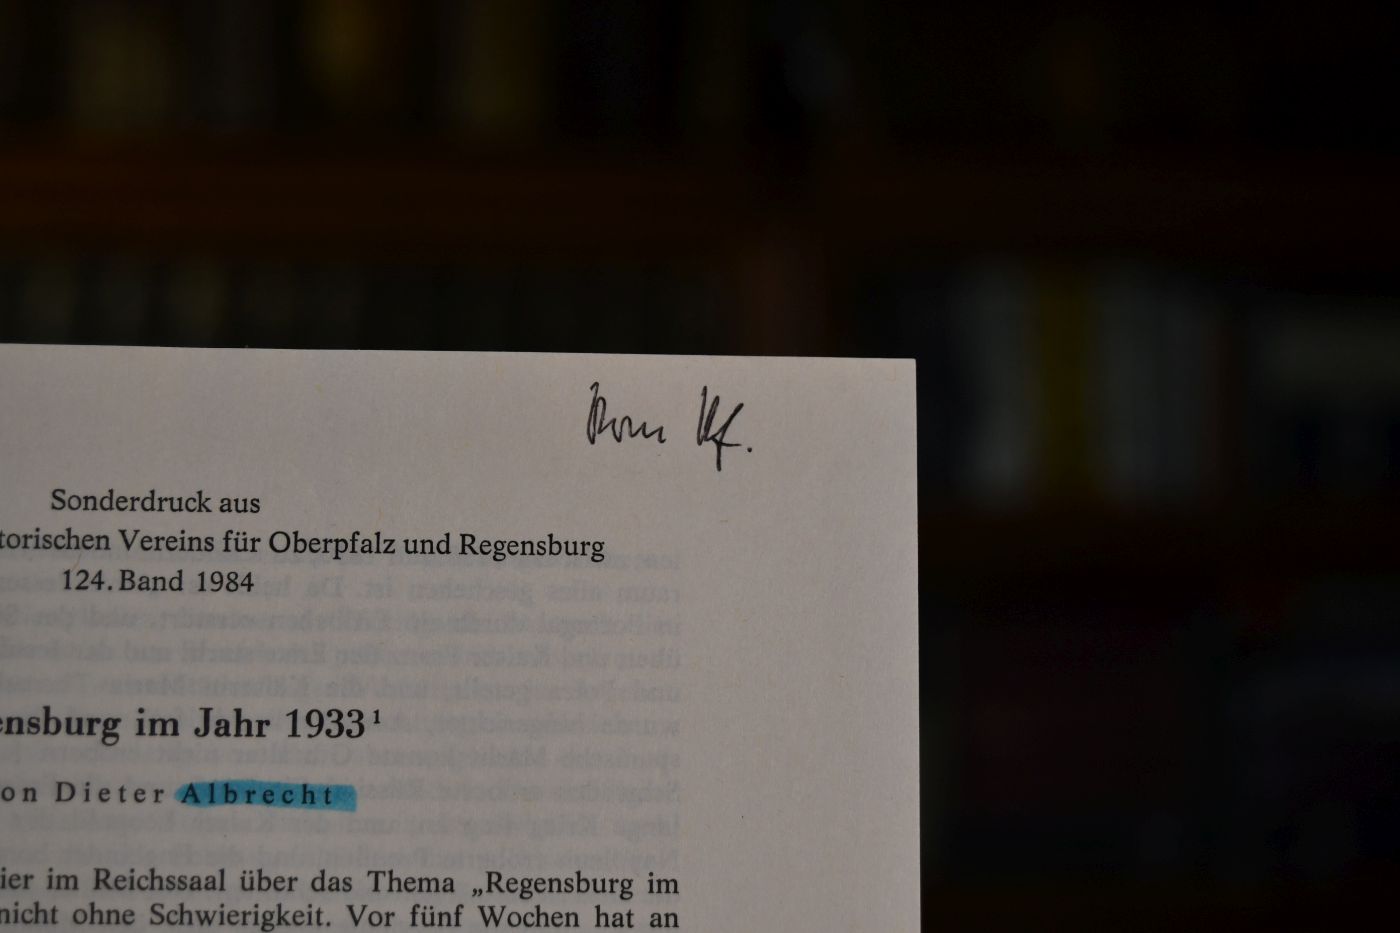 Vom Vf.
Sonderdruck aus
torischen Vereins für Oberpfalz und Regensburg
124. Band 1984
ensburg im Jahr 1933¹
on Dieter Albrecht
ier im Reichssaal über das Thema „Regensburg im
nicht ohne Schwierigkeit. Vor fünf Wochen hat an